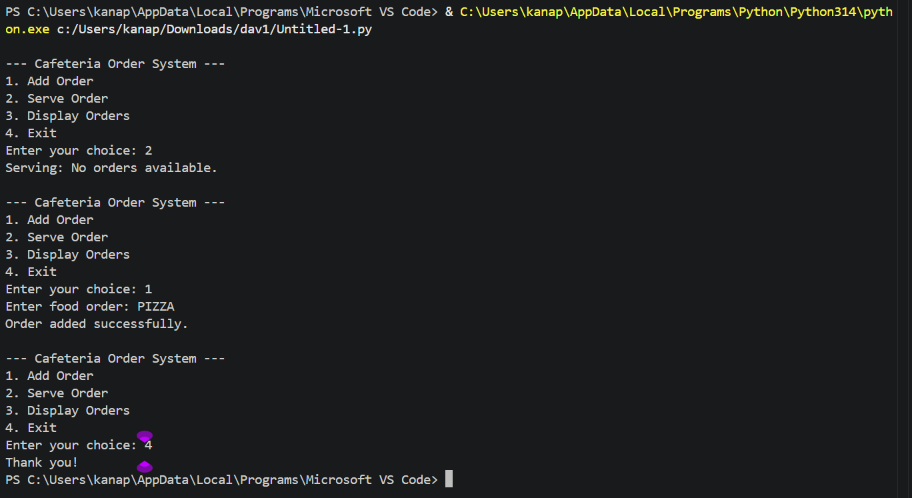 PS C:\Users\kanap\AppData\Local\Programs\Microsoft VS Code> & C:\Users\kanap\AppData\Local\Programs\Python\Python314\pyth
on.exe c:/Users/kanap/Downloads/dav1/Untitled-1.py
--- Cafeteria Order System ---
1. Add Order
2. Serve Order
3. Display Orders
4. Exit
Enter your choice: 2
Serving: No orders available.
--- Cafeteria Order System ---
1. Add Order
2. Serve Order
3. Display Orders
4. Exit
Enter your choice: 1
Enter food order: PIZZA
Order added successfully.
--- Cafeteria Order System ---
1. Add Order
2. Serve Order
3. Display Orders
4. Exit
Enter your choice: 4
Thank you!
PS C:\Users\kanap\AppData\Local\Programs\Microsoft VS Code>